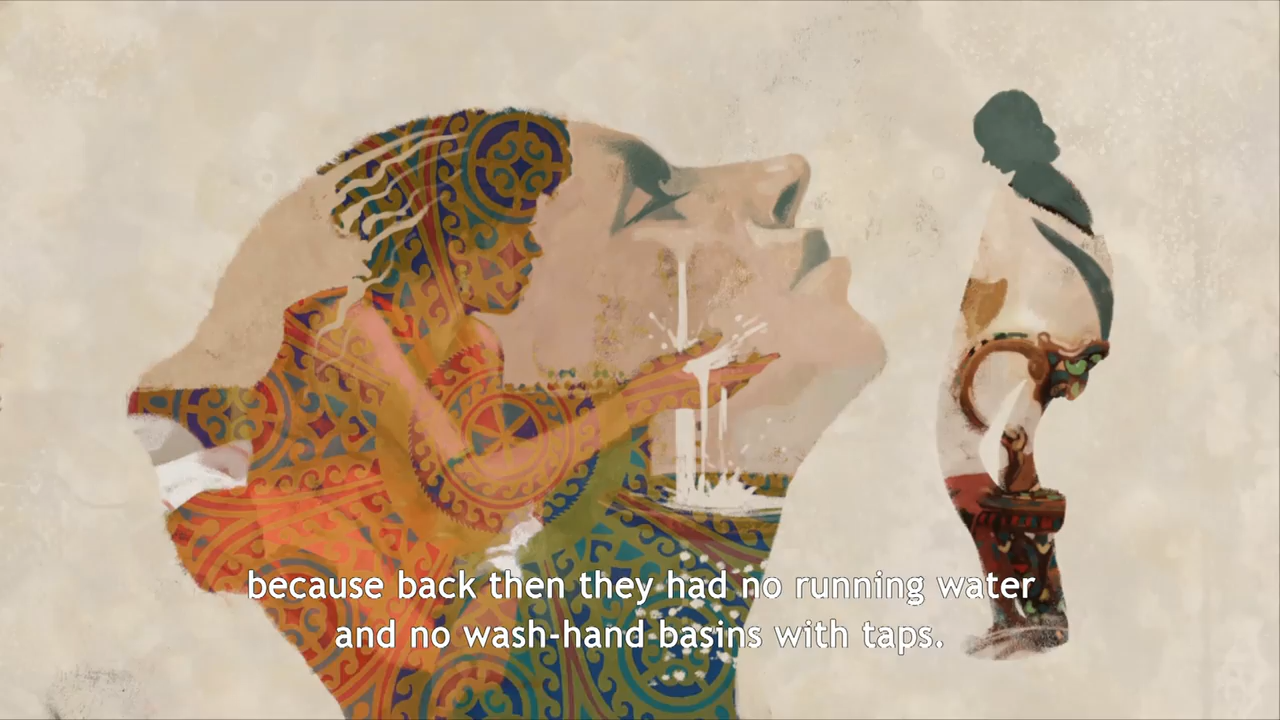 because back then they had no running water
and no wash-hand basins with taps.